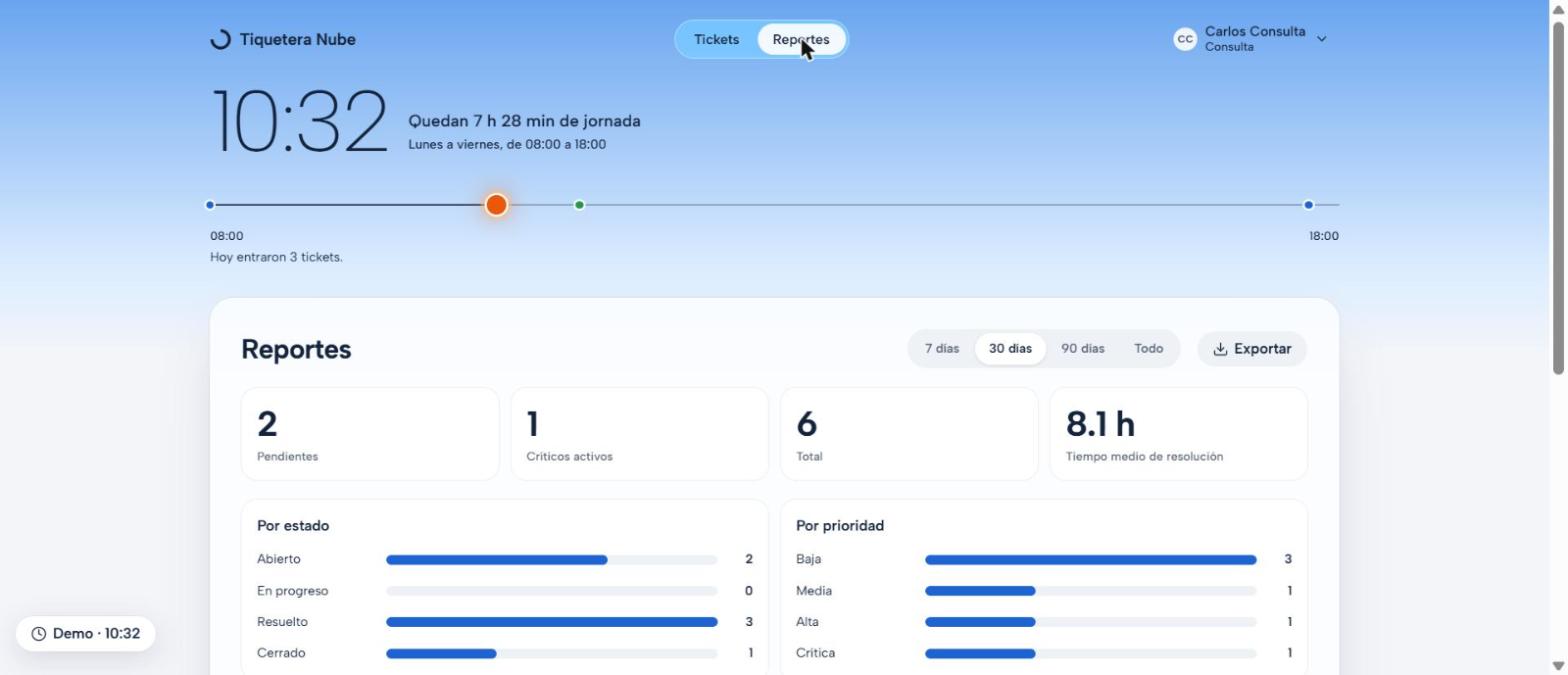 Tiquetera Nube
Tickets
Reportes
CC
Carlos Consulta
Consulta
10:32
Quedan 7 h 28 min de jornada
Lunes a viernes, de 08:00 a 18:00
08:00
18:00
Hoy entraron 3 tickets.
Reportes
7 días
30 días
90 días
Todo
Exportar
2
Pendientes
1
Críticos activos
6
Total
8.1 h
Tiempo medio de resolución
Por estado
Abierto 2
En progreso 0
Resuelto 3
Cerrado 1
Por prioridad
Baja 3
Media 1
Alta 1
Crítica 1
Demo · 10:32